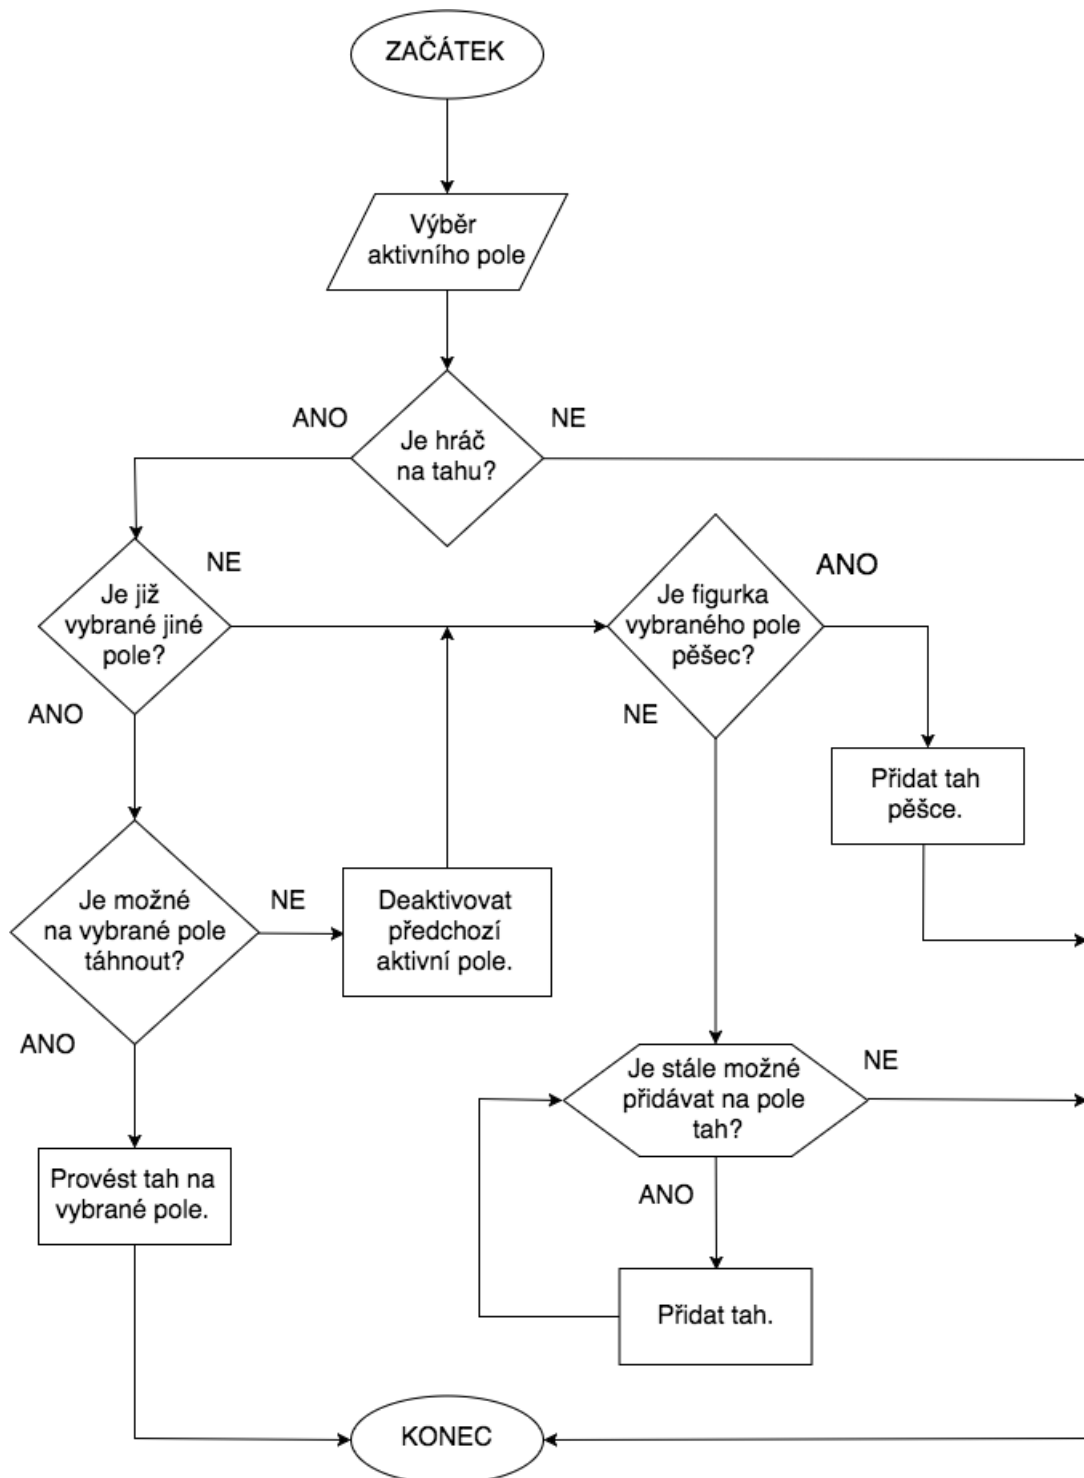 ZAČÁTEK
Výběr
aktivního pole
ANO
NE
Je hráč
na tahu?
NE
ANO
Je již
vybrané jiné
pole?
Je figurka
vybraného pole
pěšec?
ANO
NE
Přidat tah
pěšce.
Je možné
na vybrané pole
táhnout?
NE
Deaktivovat
předchozí
aktivní pole.
ANO
Je stále možné
přidávat na pole
tah?
NE
Provést tah na
vybrané pole.
ANO
Přidat tah.
KONEC